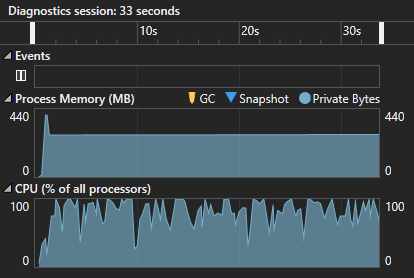 Diagnostics session: 33 seconds
10s 20s 30s
Events
Process Memory (MB) GC Snapshot Private Bytes
440 440
0 0
CPU (% of all processors)
100 100
0 0